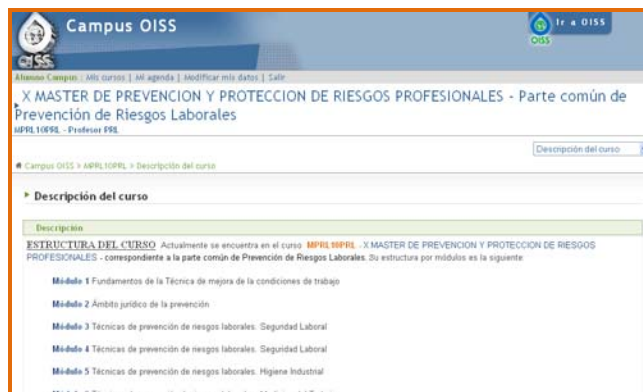 Campus OISS
Ir a OISS
OISS
OISS
Alumno Campus : Mis cursos | Mi agenda | Modificar mis datos | Salir
X MASTER DE PREVENCION Y PROTECCION DE RIESGOS PROFESIONALES - Parte común de
Prevención de Riesgos Laborales
MPRL10PRL - Profesor PRL
Descripción del curso
Campus OISS > MPRL10PRL > Descripción del curso
Descripción del curso
Descripción
ESTRUCTURA DEL CURSO Actualmente se encuentra en el curso MPRL10PRL - X MASTER DE PREVENCION Y PROTECCION DE RIESGOS
PROFESIONALES - correspondiente a la parte común de Prevención de Riesgos Laborales. Su estructura por módulos es la siguiente:
Módulo 1 Fundamentos de la Técnica de mejora de la condiciones de trabajo
Módulo 2 Ámbito jurídico de la prevención
Módulo 3 Técnicas de prevención de riesgos laborales. Seguridad Laboral
Módulo 4 Técnicas de prevención de riesgos laborales. Seguridad Laboral
Módulo 5 Técnicas de prevención de riesgos laborales. Higiene Industrial